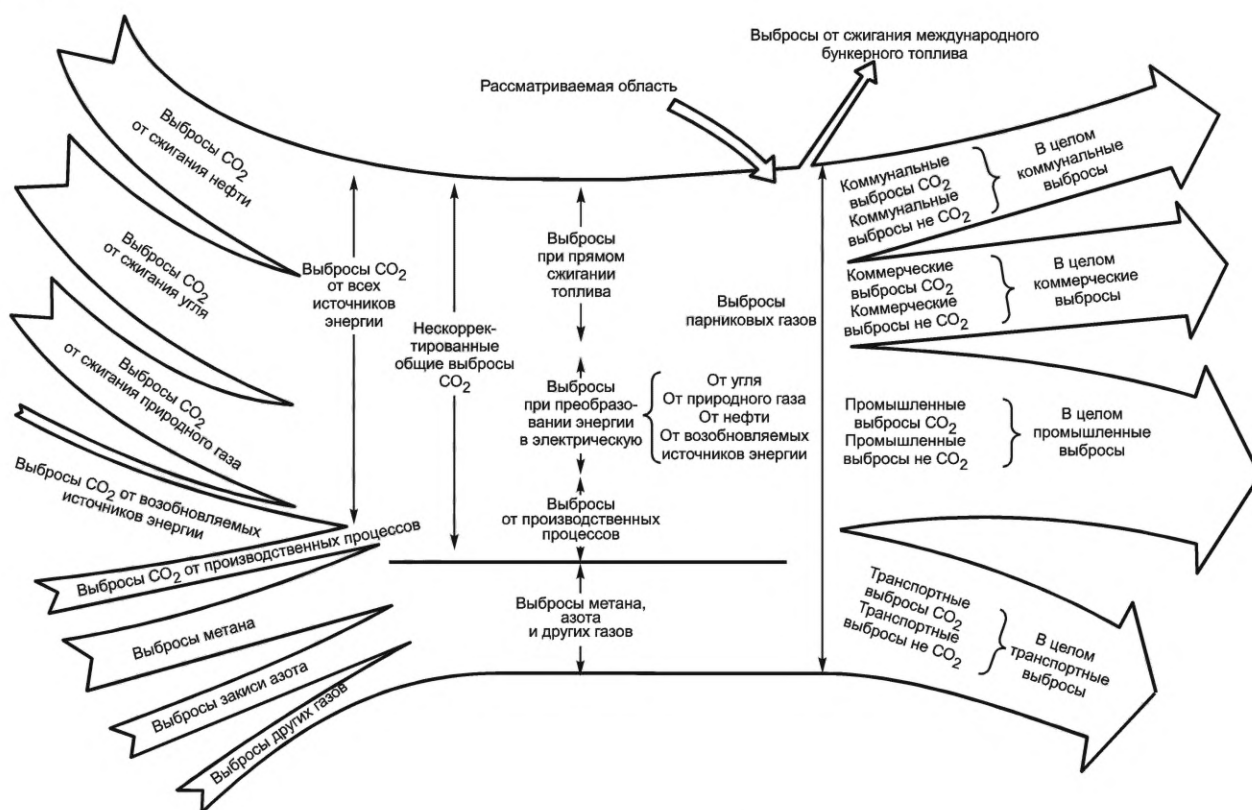 Выбросы от сжигания международного
бункерного топлива
Рассматриваемая область
Выбросы CO2
от сжигания нефти
Выбросы CO2
от сжигания угля
Выбросы CO2
от сжигания природного газа
Выбросы CO2 от возобновляемых
источников энергии
Выбросы CO2 от производственных процессов
Выбросы метана
Выбросы закиси азота
Выбросы других газов
Выбросы CO2
от всех
источников
энергии
Нескоррек-
тированные
общие выбросы
CO2
Выбросы
при прямом
сжигании
топлива
Выбросы
при преобразо-
вании энергии
в электрическую
От угля
От природного газа
От нефти
От возобновляемых
источников энергии
Выбросы
от производственных
процессов
Выбросы метана,
азота
и других газов
Выбросы
парниковых газов
Коммунальные
выбросы CO2
Коммунальные
выбросы не CO2
В целом
коммунальные
выбросы
Коммерческие
выбросы CO2
Коммерческие
выбросы не CO2
В целом
коммерческие
выбросы
Промышленные
выбросы CO2
Промышленные
выбросы не CO2
В целом
промышленные
выбросы
Транспортные
выбросы CO2
Транспортные
выбросы не CO2
В целом
транспортные
выбросы